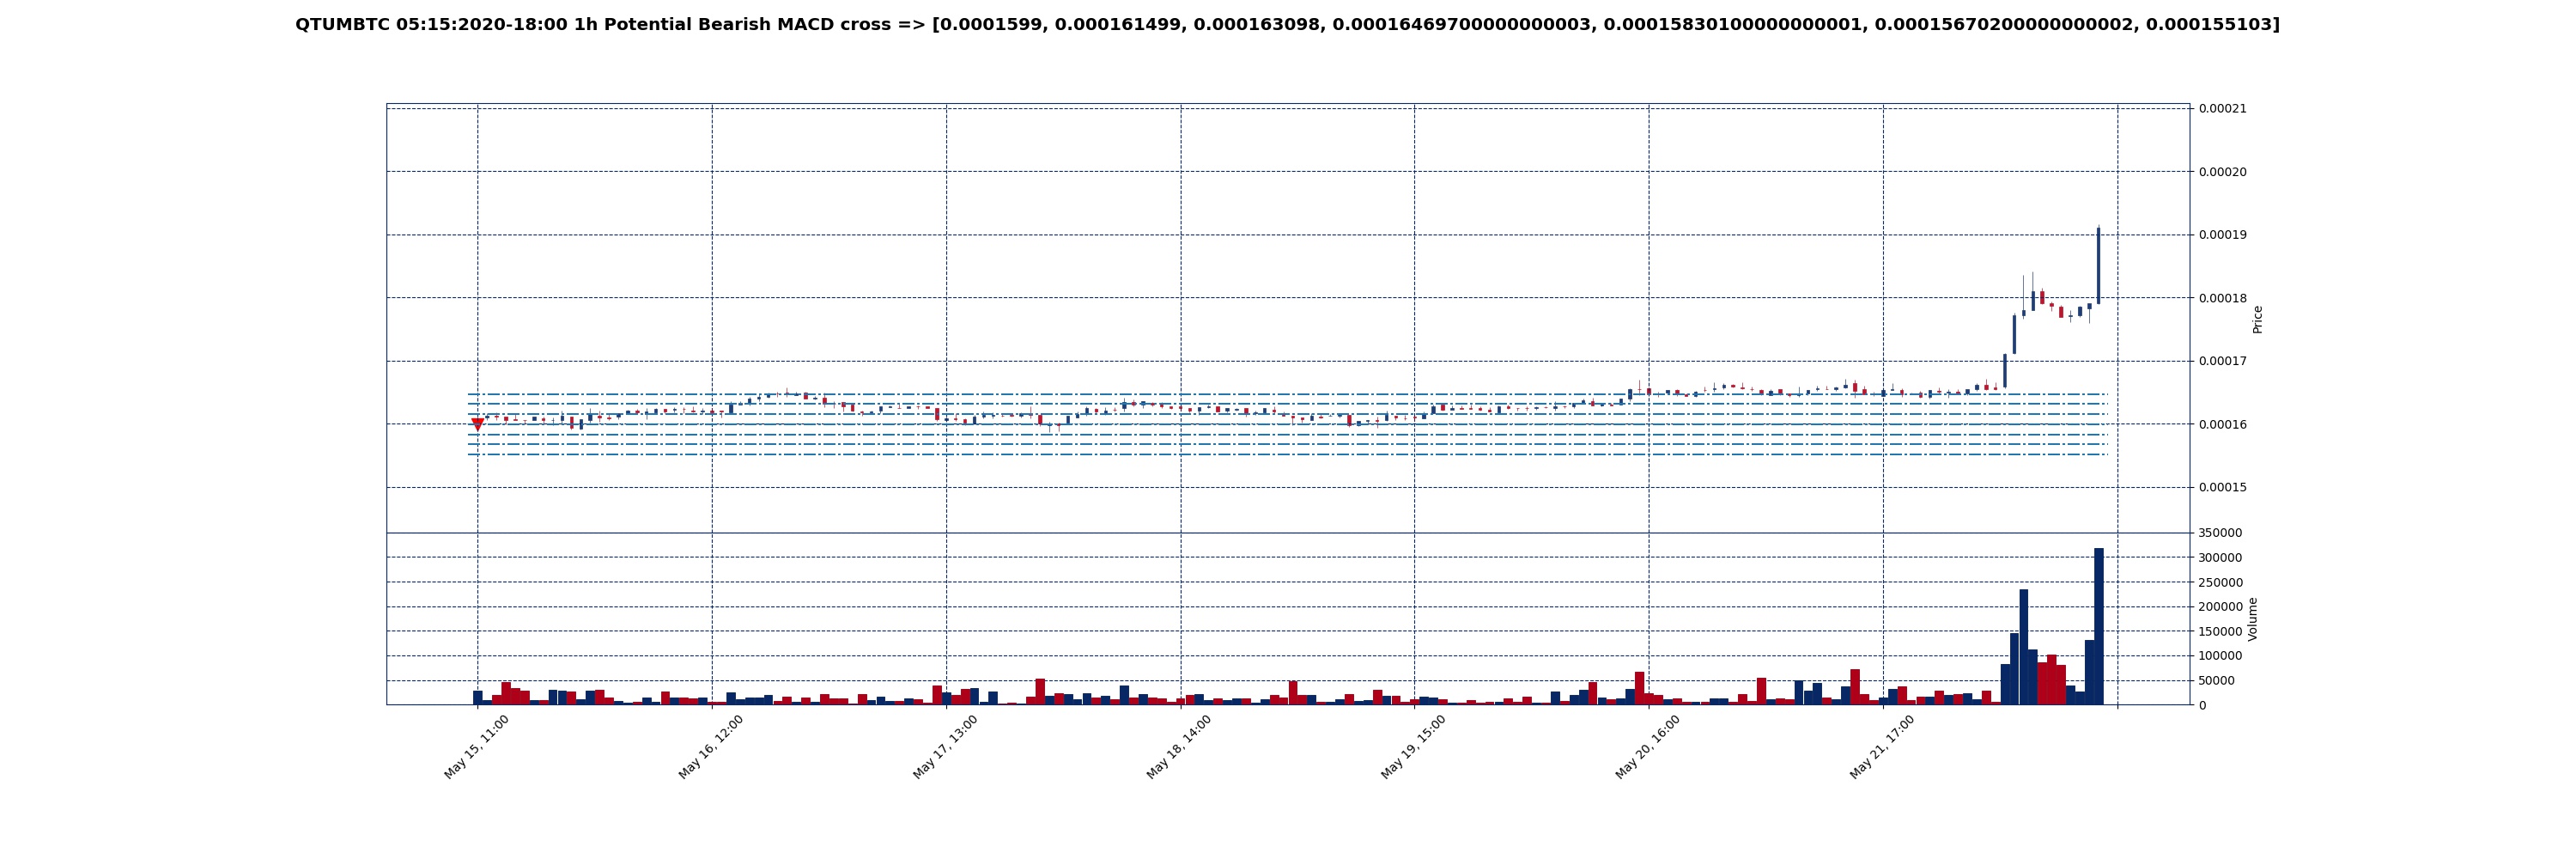 QTUMBTC 05:15:2020-18:00 1h Potential Bearish MACD cross => [0.0001599, 0.000161499, 0.000163098, 0.00016469700000000003, 0.00015830100000000001, 0.00015670200000000002, 0.000155103]
0.00021
0.00020
0.00019
0.00018
Price
0.00017
0.00016
0.00015
350000
300000
250000
200000
Volume
150000
100000
50000
0
May 15, 11:00
May 16, 12:00
May 17, 13:00
May 18, 14:00
May 19, 15:00
May 20, 16:00
May 21, 17:00